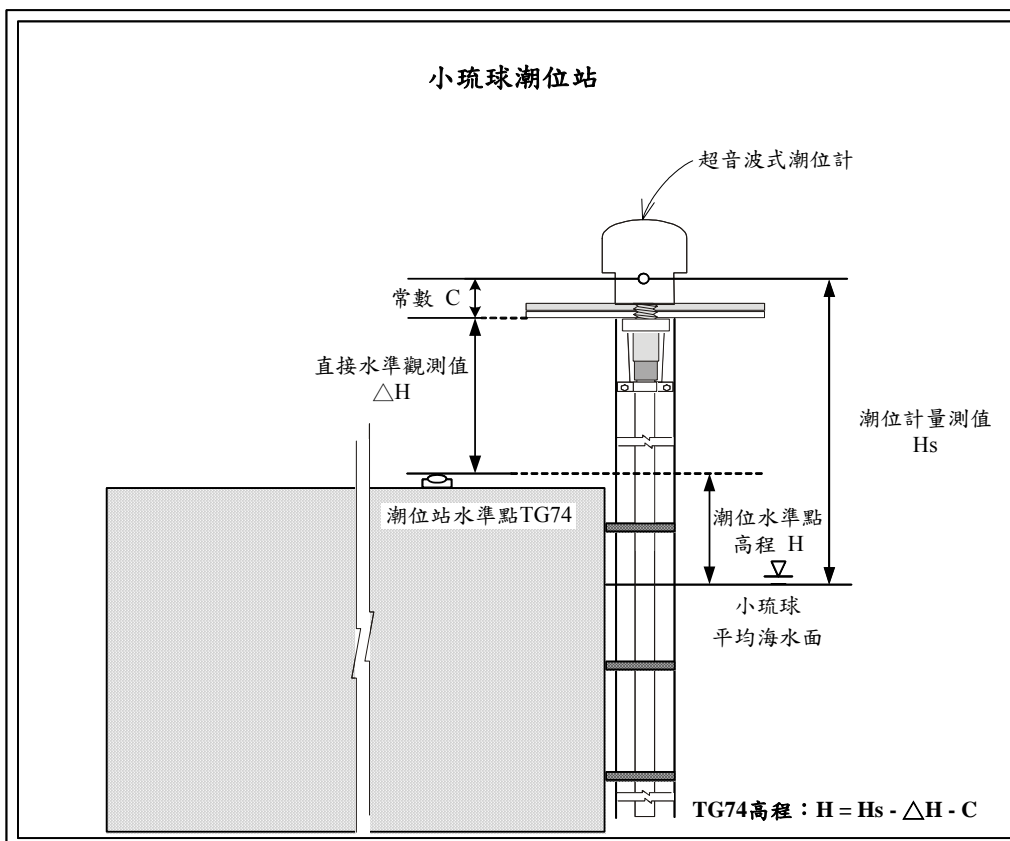 小琉球潮位站
超音波式潮位計
常數 C
直接水準觀測值
△H
潮位計量測值
Hs
潮位站水準點TG74
潮位水準點
高程 H
小琉球
平均海水面
TG74高程：H = Hs - △H - C